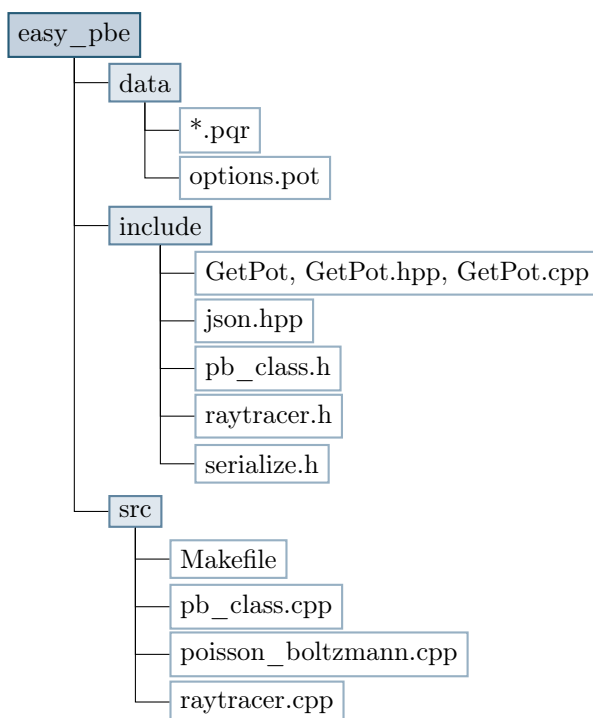 easy_pbe
data
*.pqr
options.pot
include
GetPot, GetPot.hpp, GetPot.cpp
json.hpp
pb_class.h
raytracer.h
serialize.h
src
Makefile
pb_class.cpp
poisson_boltzmann.cpp
raytracer.cpp